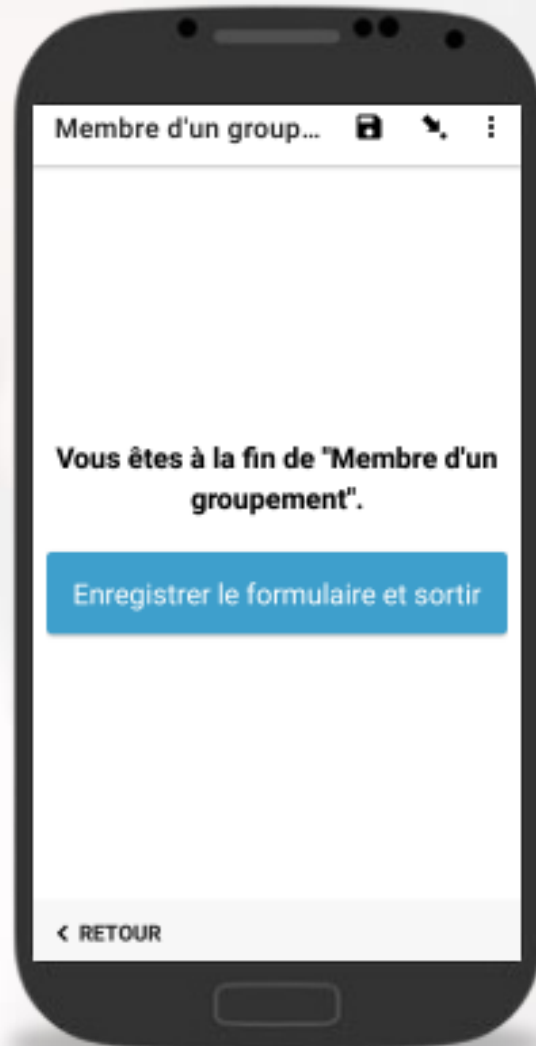 Membre d'un group...
Vous êtes à la fin de "Membre d'un
groupement".
Enregistrer le formulaire et sortir
< RETOUR